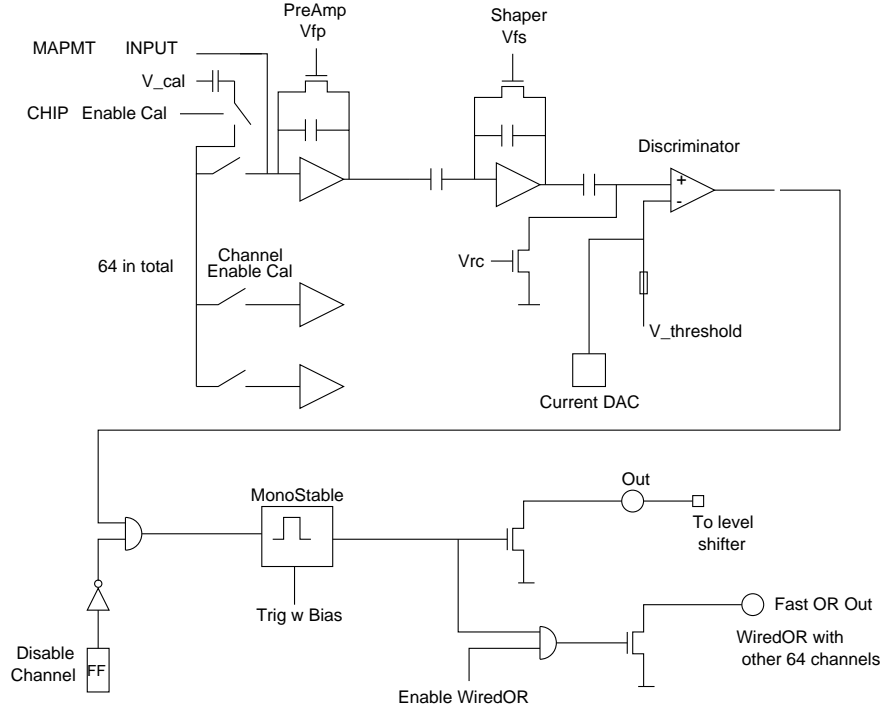 PreAmp
Vfp
Shaper
Vfs
MAPMT INPUT
V_cal
CHIP Enable Cal
Discriminator
+
-
64 in total
Channel
Enable Cal
Vrc
V_threshold
Current DAC
MonoStable
Out
To level
shifter
Trig w Bias
Fast OR Out
WiredOR with
other 64 channels
Disable
Channel
FF
Enable WiredOR